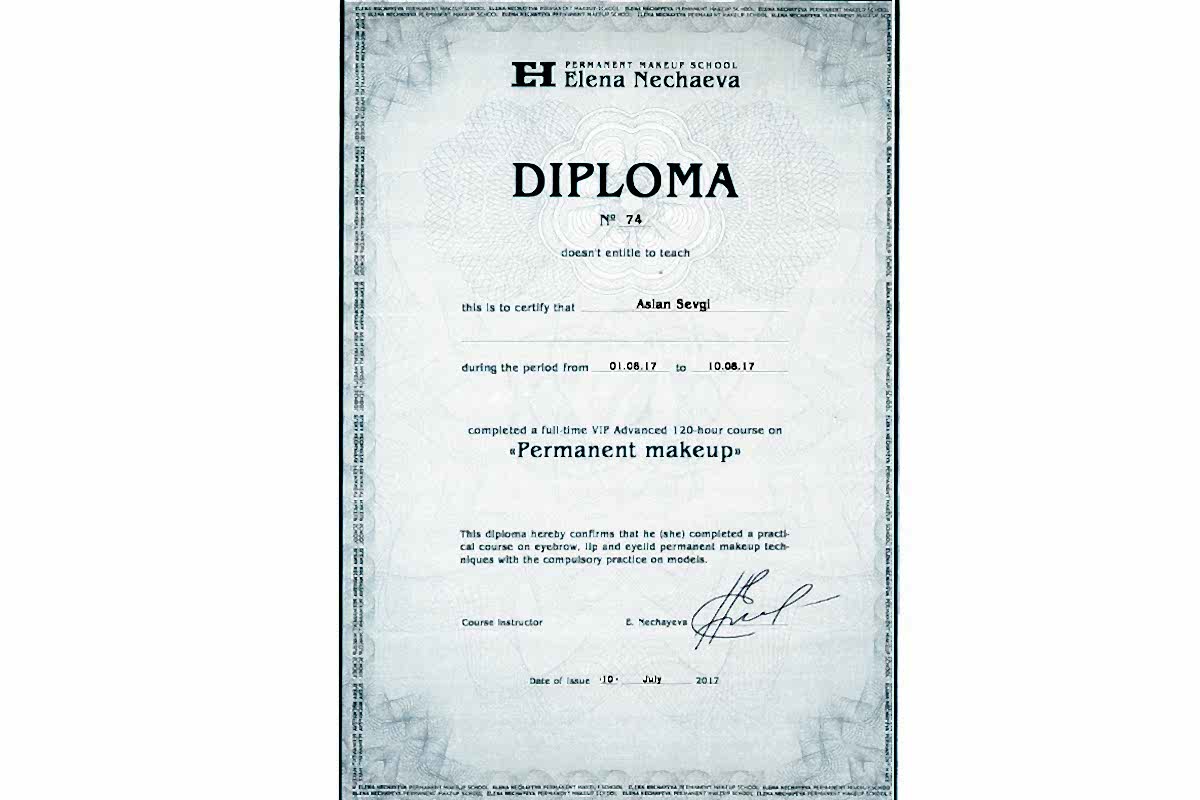 PERMANENT MAKEUP SCHOOL
Elena Nechaeva
DIPLOMA
№ 74
doesn't entitle to teach
this is to certify that Aslan Sevgi
during the period from 01.08.17 to 10.08.17
completed a full-time VIP Advanced 120-hour course on
«Permanent makeup»
This diploma hereby confirms that he (she) completed a practi-
cal course on eyebrow, lip and eyelid permanent makeup tech-
niques with the compulsory practice on models.
Course instructor E. Nechayeva
Date of issue "10" July 2017